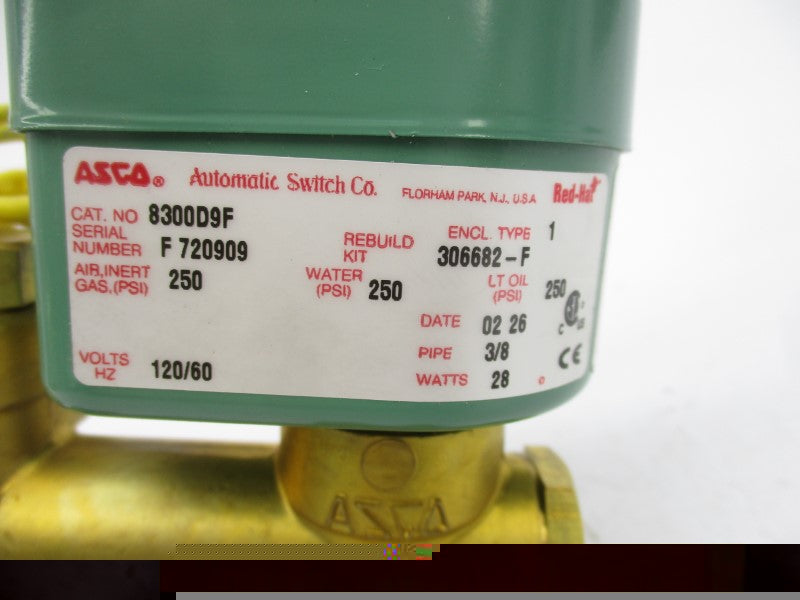 ASCO® Automatic Switch Co. FLORHAM PARK, N.J., U.S.A Red-Hat
CAT. NO 8300D9F ENCL. TYPE 1
SERIAL NUMBER F 720909 REBUILD KIT 306682-F
AIR,INERT GAS.(PSI) 250 WATER (PSI) 250 LT OIL (PSI) 250
DATE 02 26
C US
PIPE 3/8 CE
VOLTS HZ 120/60 WATTS 28
ASCO